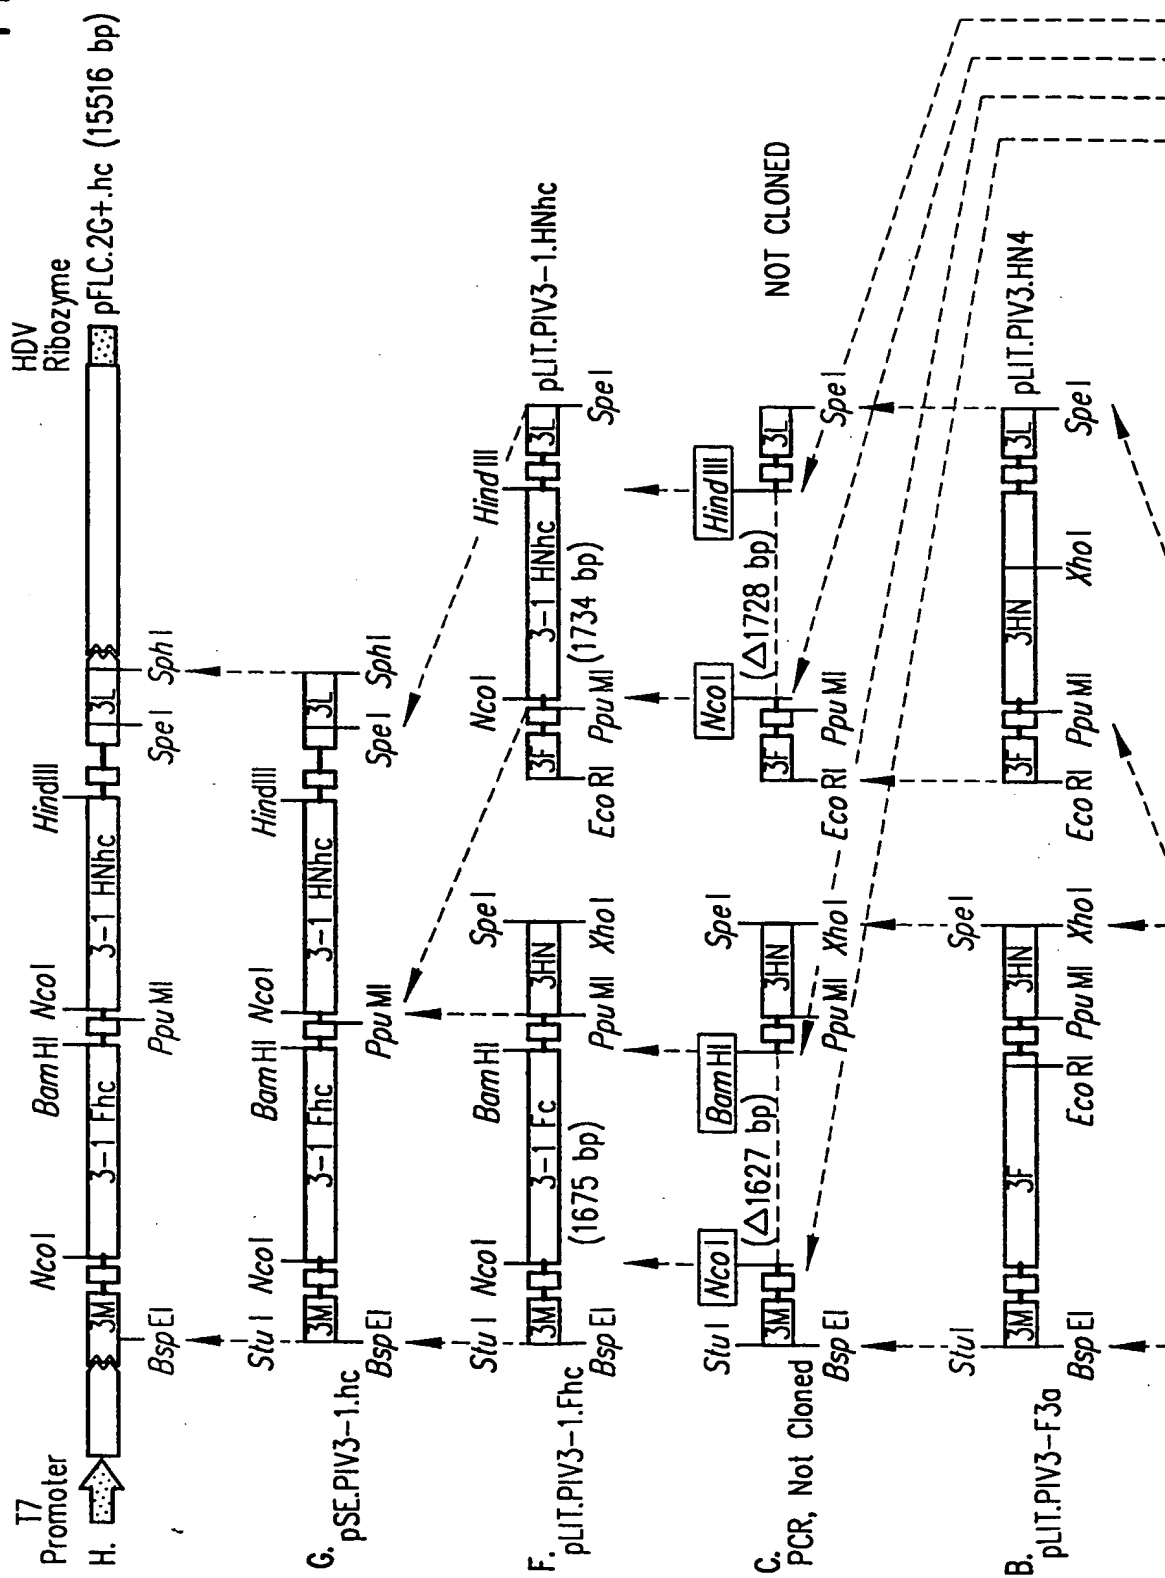 T7
Promoter
HDV
Ribozyme
H.
pFLC.2G+.hc (15516 bp)
NcoI
BamHI
NcoI
HindIII
3M
3-1 Fhc
3-1 HNhc
3L
BspEI
PpuMI
SpeI
SphI
G.
pSE.PIV3-1.hc
StuI
NcoI
BamHI
NcoI
HindIII
3M
3-1 Fhc
3-1 HNhc
3L
BspEI
PpuMI
SpeI
SphI
F.
pLIT.PIV3-1.Fhc
StuI
NcoI
BamHI
SpeI
3M
3-1 Fc
3HN
(1675 bp)
BspEI
PpuMI
XhoI
NcoI
HindIII
3F
3-1 HNhc
3L
pLIT.PIV3-1.HNhc
(1734 bp)
EcoRI
PpuMI
SpeI
C.
PCR, Not Cloned
StuI
NcoI
BamHI
SpeI
3M
(△1627 bp)
3HN
BspEI
PpuMI
XhoI
NcoI
HindIII
NOT CLONED
3F
(△1728 bp)
3L
EcoRI
PpuMI
SpeI
B.
pLIT.PIV3-F3a
StuI
SpeI
3M
3F
3HN
BspEI
EcoRI
PpuMI
XhoI
3F
3HN
3L
pLIT.PIV3.HN4
EcoRI
PpuMI
XhoI
SpeI